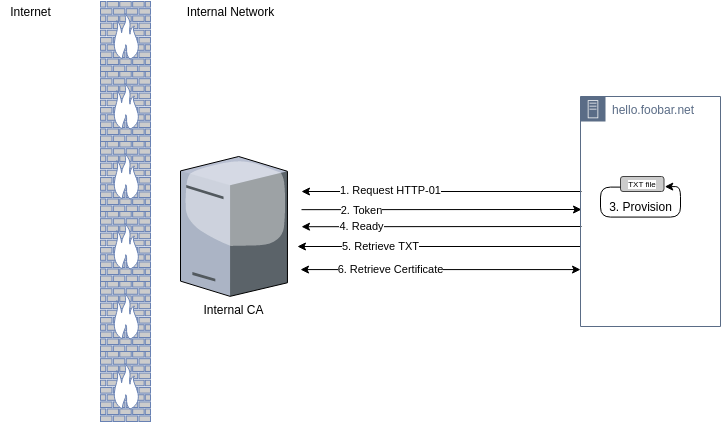 Internet
Internal Network
hello.foobar.net
1. Request HTTP-01
TXT file
2. Token
3. Provision
4. Ready
5. Retrieve TXT
6. Retrieve Certificate
Internal CA